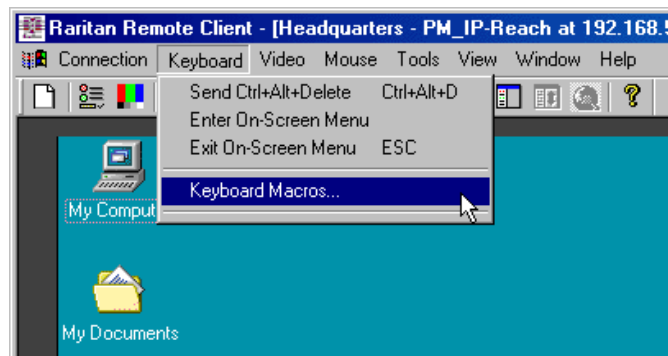 Raritan Remote Client - [Headquarters - PM_IP-Reach at 192.168.
Connection Keyboard Video Mouse Tools View Window Help
Send Ctrl+Alt+Delete Ctrl+Alt+D
Enter On-Screen Menu
Exit On-Screen Menu ESC
Keyboard Macros...
My Comput
My Documents